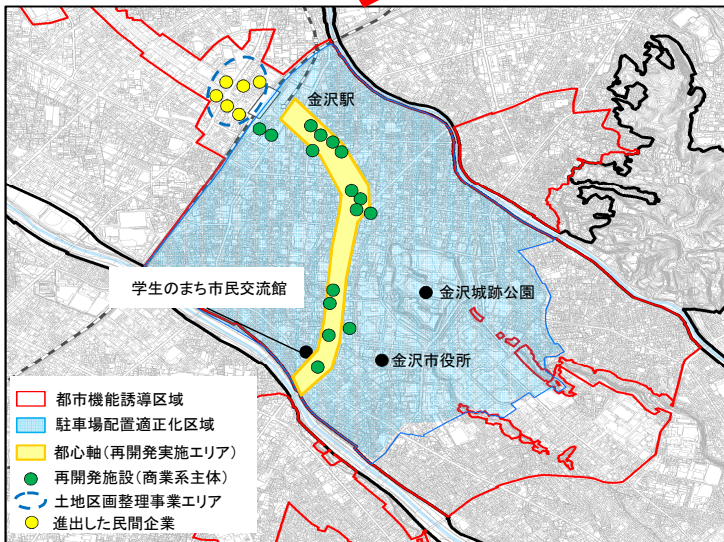 金沢駅
学生のまち市民交流館
金沢城跡公園
金沢市役所
都市機能誘導区域
駐車場配置適正化区域
都心軸(再開発実施エリア)
再開発施設(商業系主体)
土地区画整理事業エリア
進出した民間企業